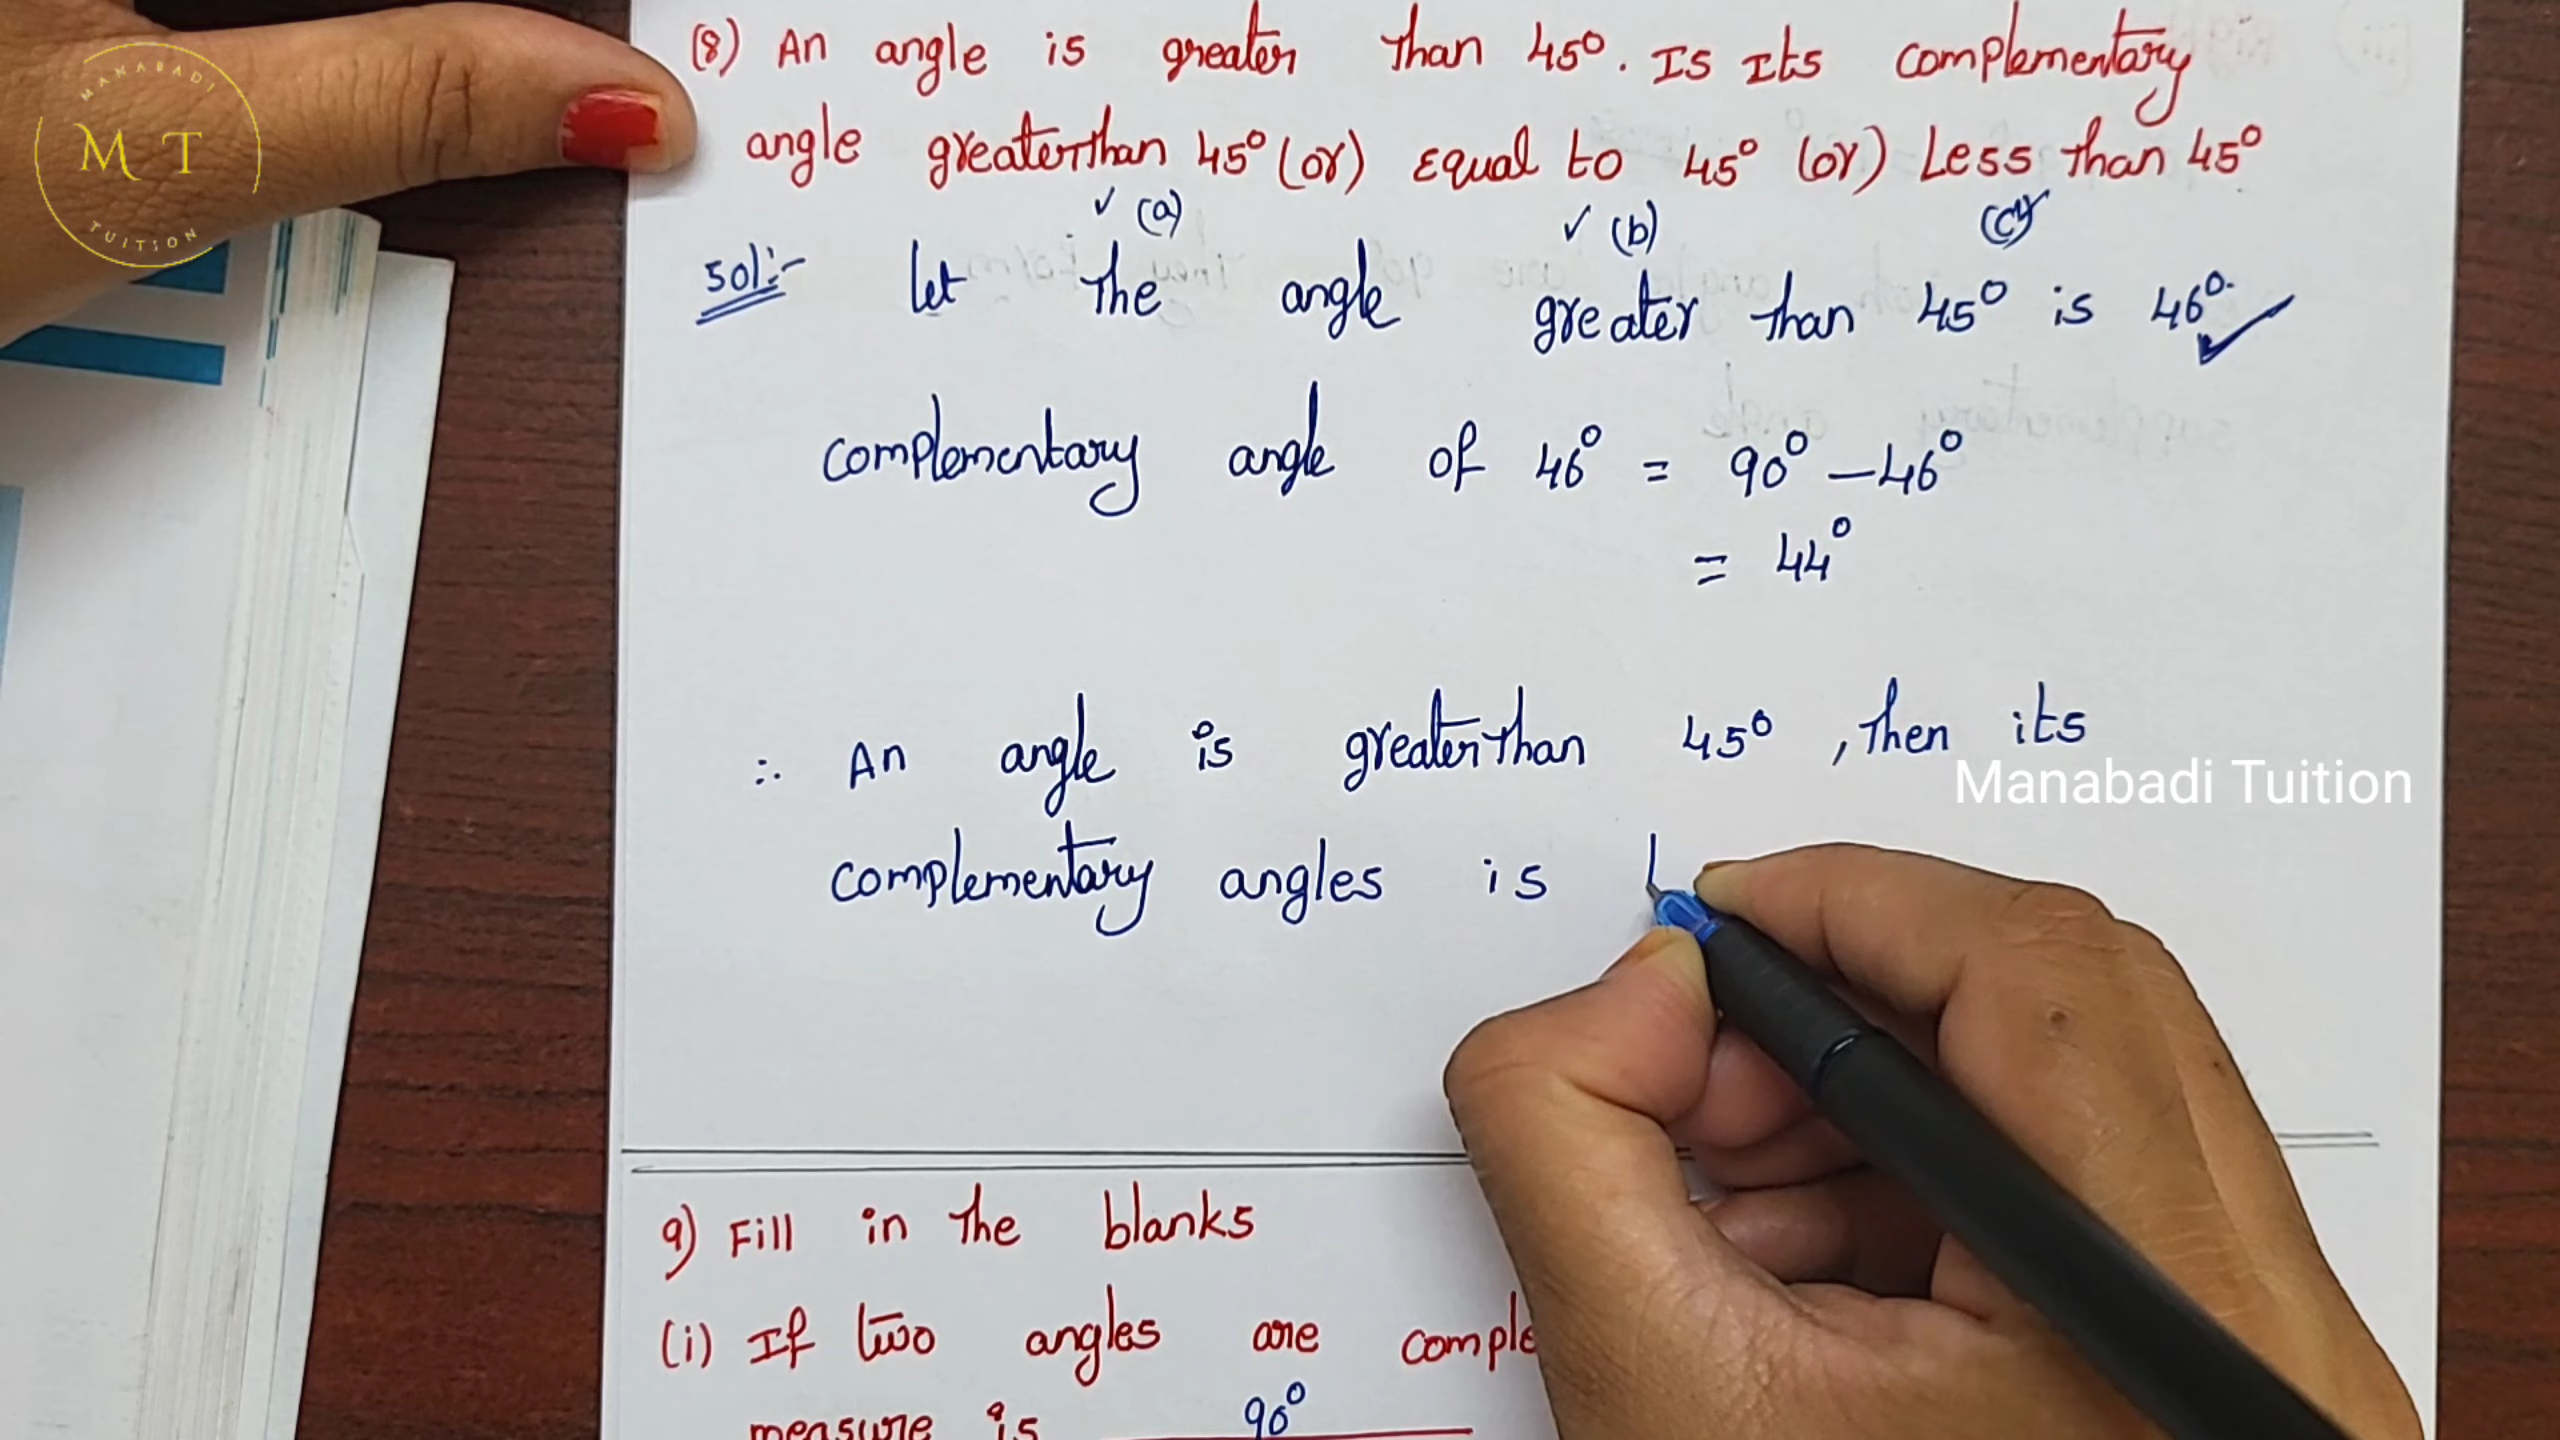 MANABADI
M T
TUITION
(8) An angle is greater than 45°. Is Its complementary
angle greaterthan 45° (or) Equal to 45° (or) Less than 45°
✓ (a) ✓ (b) (c)
Sol:- Let the angle greater than 45° is 46°.
complementary angle of 46° = 90° – 46°
= 44°
∴ An angle is greaterthan 45°, then its
Manabadi Tuition
complementary angles is
9) Fill in the blanks
(i) If two angles are comple
measure is 90°